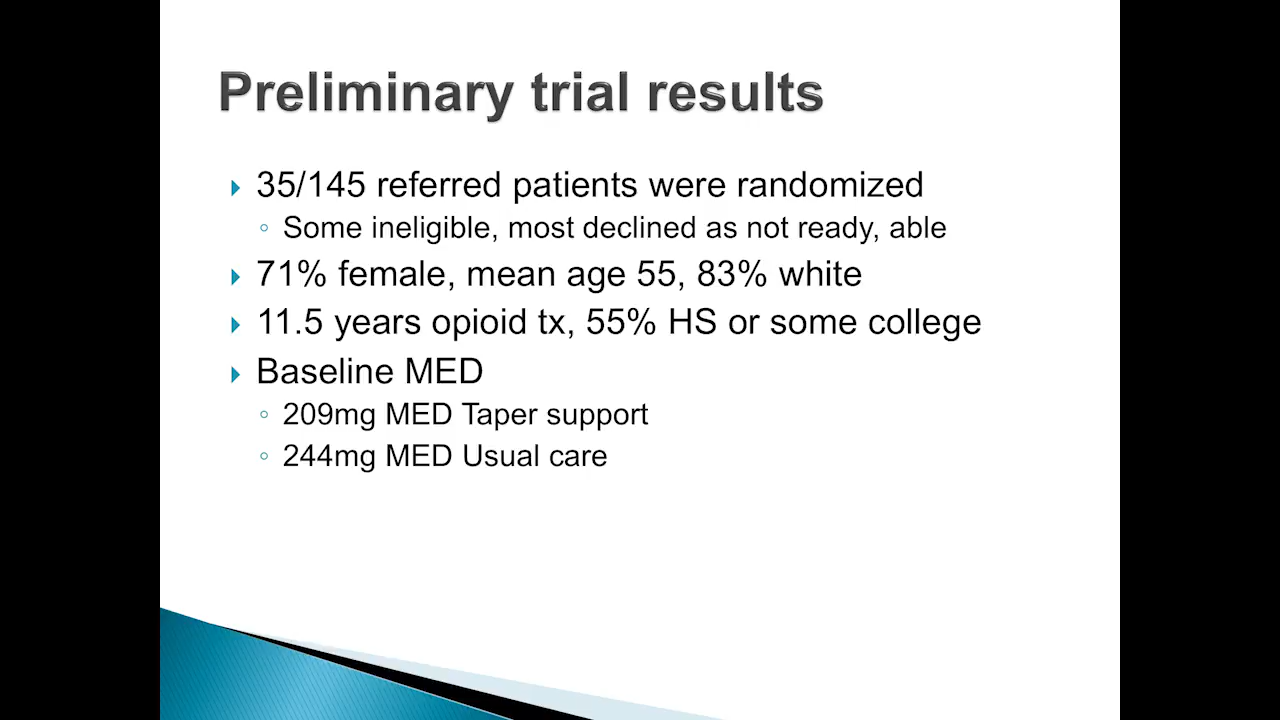 Preliminary trial results
35/145 referred patients were randomized
Some ineligible, most declined as not ready, able
71% female, mean age 55, 83% white
11.5 years opioid tx, 55% HS or some college
Baseline MED
209mg MED Taper support
244mg MED Usual care